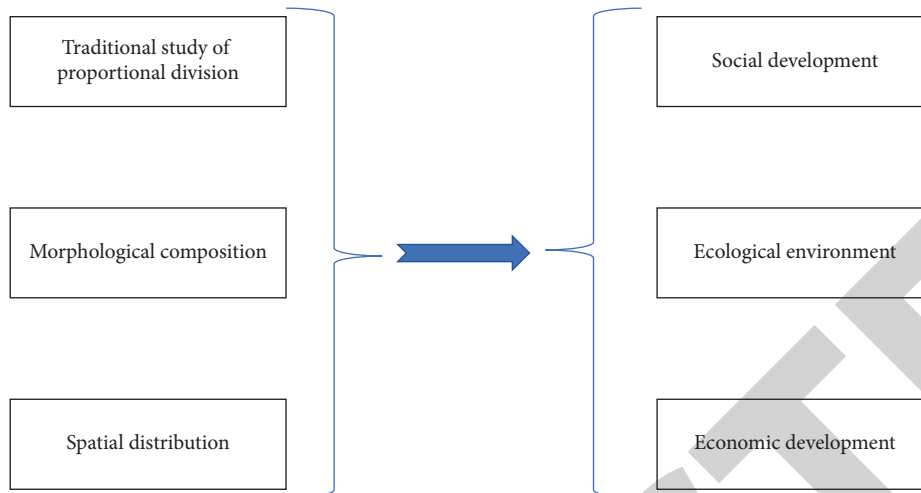 Traditional study of
proportional division
Morphological composition
Spatial distribution
Social development
Ecological environment
Economic development